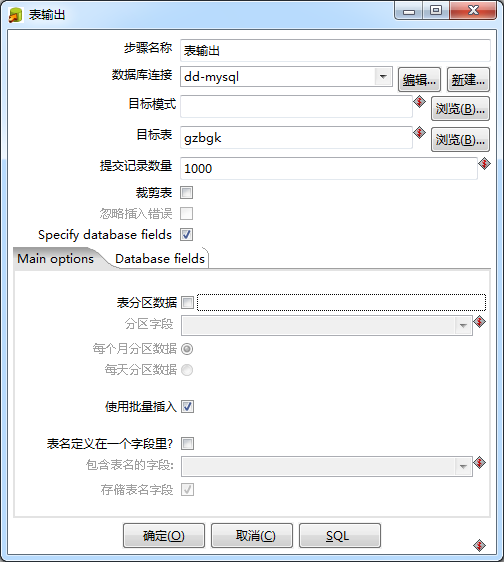 表输出
步骤名称 表输出
数据库连接 dd-mysql 编辑... 新建...
目标模式 浏览(B)...
目标表 gzbgk 浏览(B)...
提交记录数量 1000
裁剪表
忽略插入错误
Specify database fields
Main options Database fields
表分区数据
分区字段
每个月分区数据
每天分区数据
使用批量插入
表名定义在一个字段里?
包含表名的字段:
存储表名字段
确定(O) 取消(C) SQL